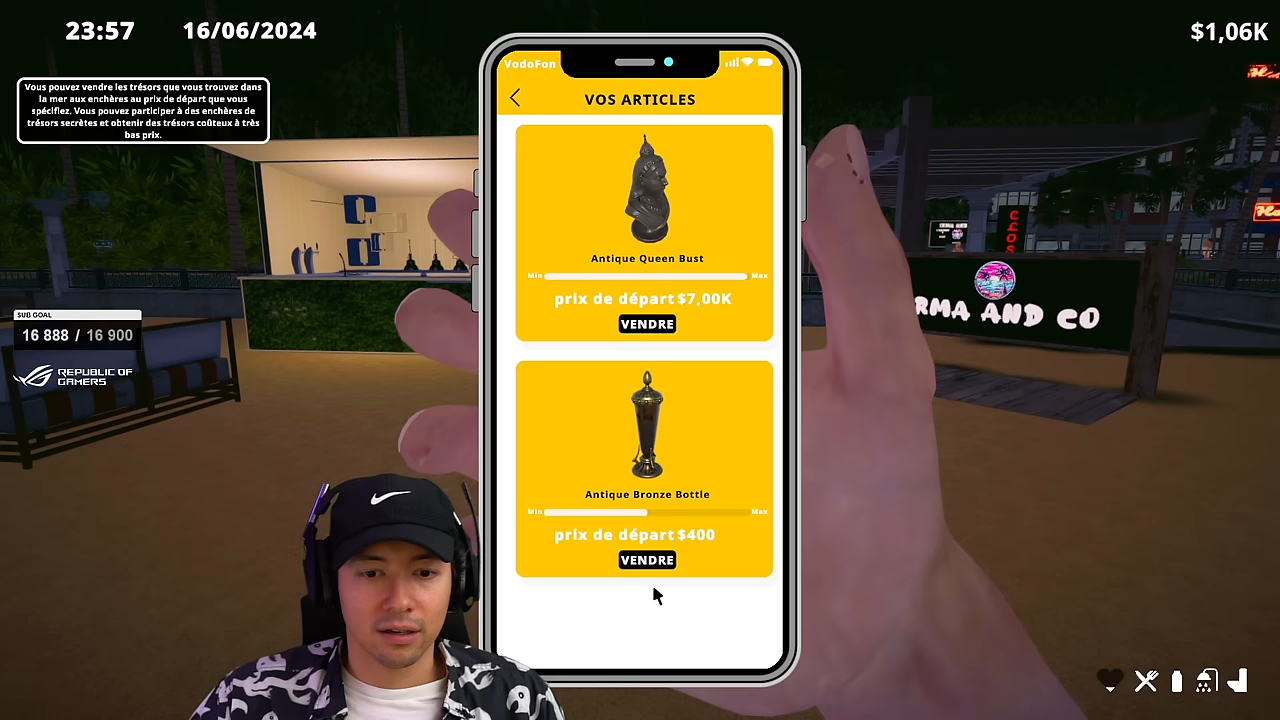 23:57
16/06/2024
$1,06K
Vous pouvez vendre les trésors que vous trouvez dans
la mer aux enchères au prix de départ que vous
spécifiez. Vous pouvez participer à des enchères de
trésors secrètes et obtenir des trésors coûteux à très
bas prix.
VodoFon
VOS ARTICLES
Antique Queen Bust
Min
Max
prix de départ $7,00K
VENDRE
Antique Bronze Bottle
Min
Max
prix de départ $400
VENDRE
SUB GOAL
16 888 / 16 900
REPUBLIC OF
GAMERS
CLOS
RMA AND CO